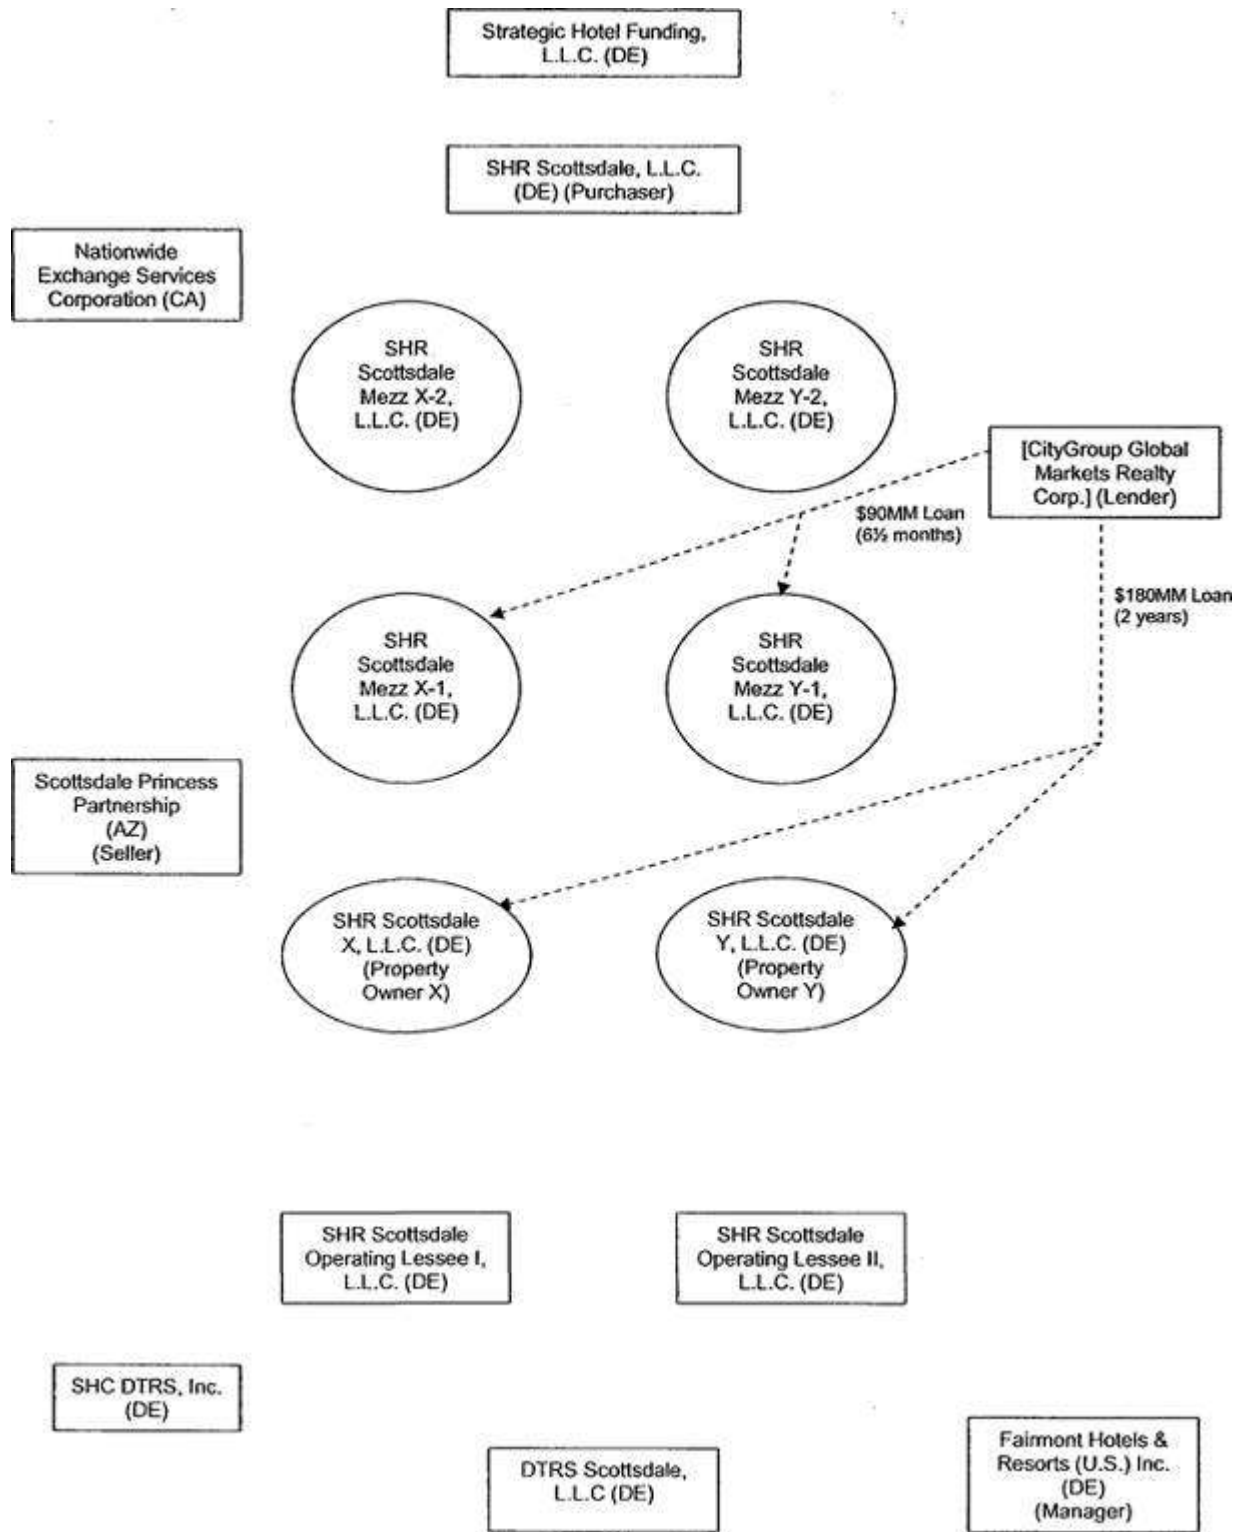 Strategic Hotel Funding,
L.L.C. (DE)
SHR Scottsdale, L.L.C.
(DE) (Purchaser)
Nationwide
Exchange Services
Corporation (CA)
SHR
Scottsdale
Mezz X-2,
L.L.C. (DE)
SHR
Scottsdale
Mezz Y-2,
L.L.C. (DE)
[CityGroup Global
Markets Realty
Corp.] (Lender)
$90MM Loan
(6½ months)
$180MM Loan
(2 years)
SHR
Scottsdale
Mezz X-1,
L.L.C. (DE)
SHR
Scottsdale
Mezz Y-1,
L.L.C. (DE)
Scottsdale Princess
Partnership
(AZ)
(Seller)
SHR Scottsdale
X, L.L.C. (DE)
(Property
Owner X)
SHR Scottsdale
Y, L.L.C. (DE)
(Property
Owner Y)
SHR Scottsdale
Operating Lessee I,
L.L.C. (DE)
SHR Scottsdale
Operating Lessee II,
L.L.C. (DE)
SHC DTRS, Inc.
(DE)
DTRS Scottsdale,
L.L.C (DE)
Fairmont Hotels &
Resorts (U.S.) Inc.
(DE)
(Manager)